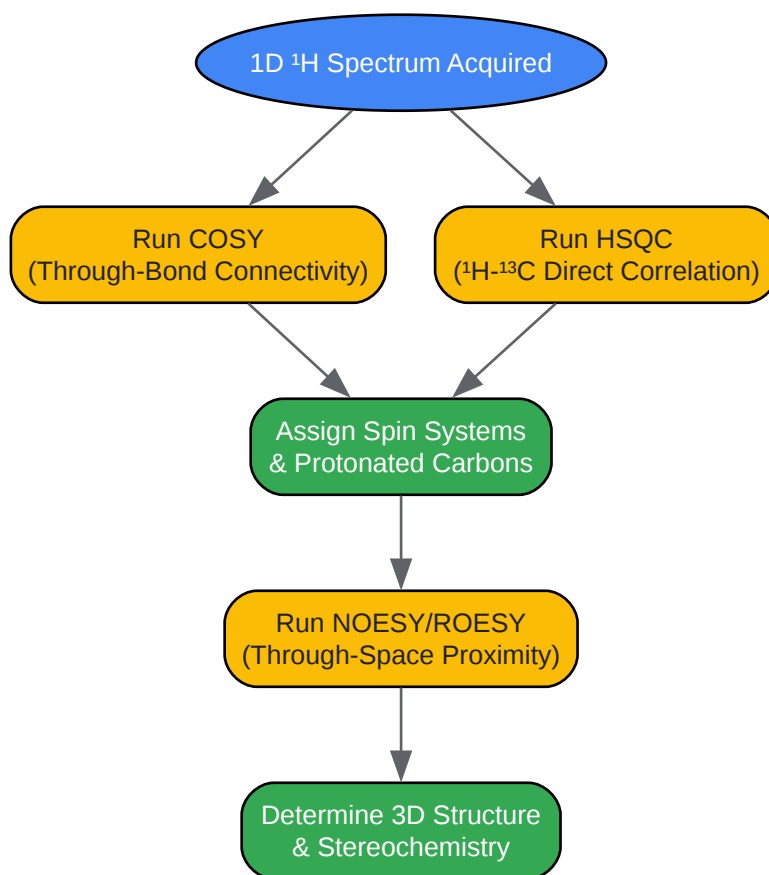 1D ¹H Spectrum Acquired
Run COSY
(Through-Bond Connectivity)
Run HSQC
(¹H-¹³C Direct Correlation)
Assign Spin Systems
& Protonated Carbons
Run NOESY/ROESY
(Through-Space Proximity)
Determine 3D Structure
& Stereochemistry